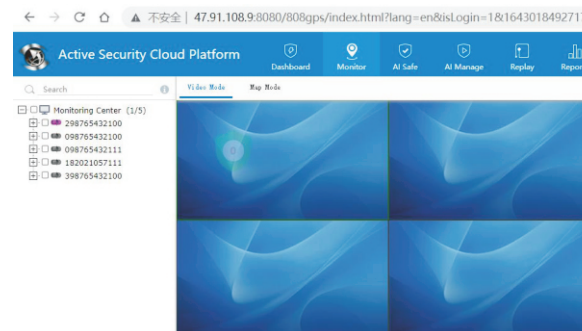 不安全 | 47.91.108.9:8080/808gps/index.html?lang=en&isLogin=1&164301849271
Active Security Cloud Platform
Dashboard
Monitor
AI Safe
AI Manage
Replay
Repor
Search
Video Mode
Map Mode
Monitoring Center (1/5)
298765432100
098765432100
098765432111
182021057111
398765432100